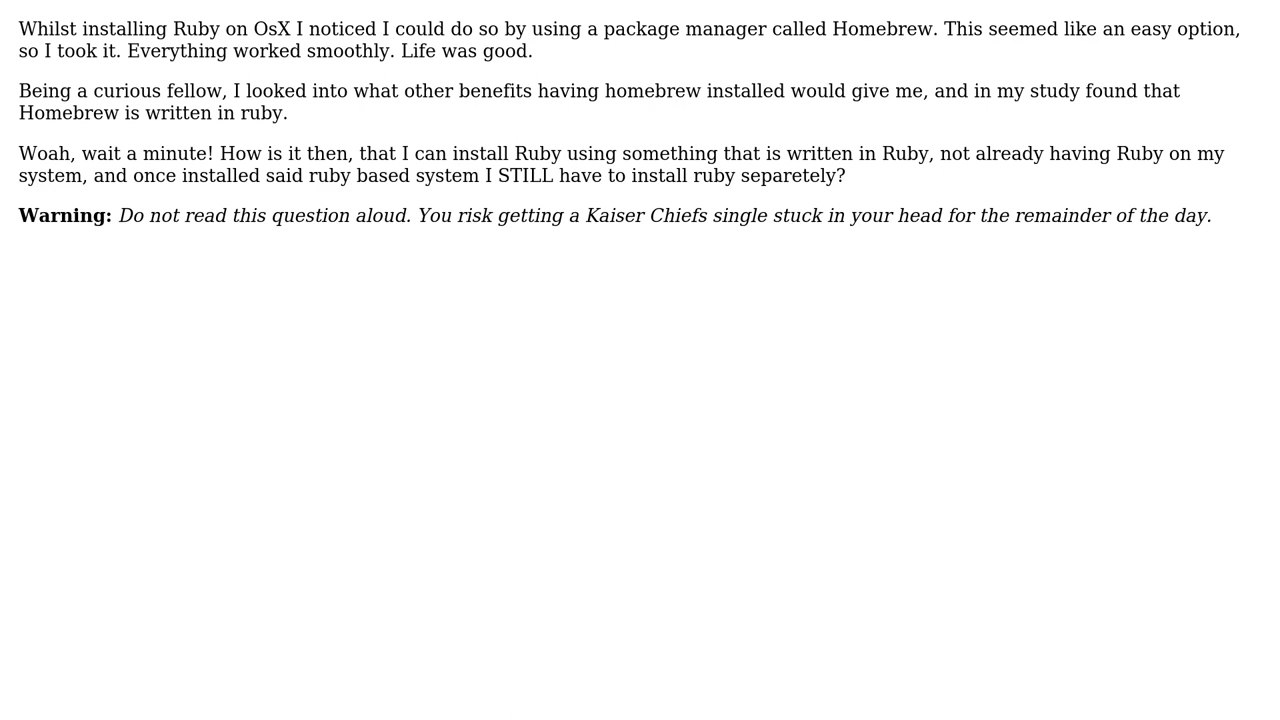 Whilst installing Ruby on OsX I noticed I could do so by using a package manager called Homebrew. This seemed like an easy option,
so I took it. Everything worked smoothly. Life was good.
Being a curious fellow, I looked into what other benefits having homebrew installed would give me, and in my study found that
Homebrew is written in ruby.
Woah, wait a minute! How is it then, that I can install Ruby using something that is written in Ruby, not already having Ruby on my
system, and once installed said ruby based system I STILL have to install ruby separetely?
Warning: Do not read this question aloud. You risk getting a Kaiser Chiefs single stuck in your head for the remainder of the day.